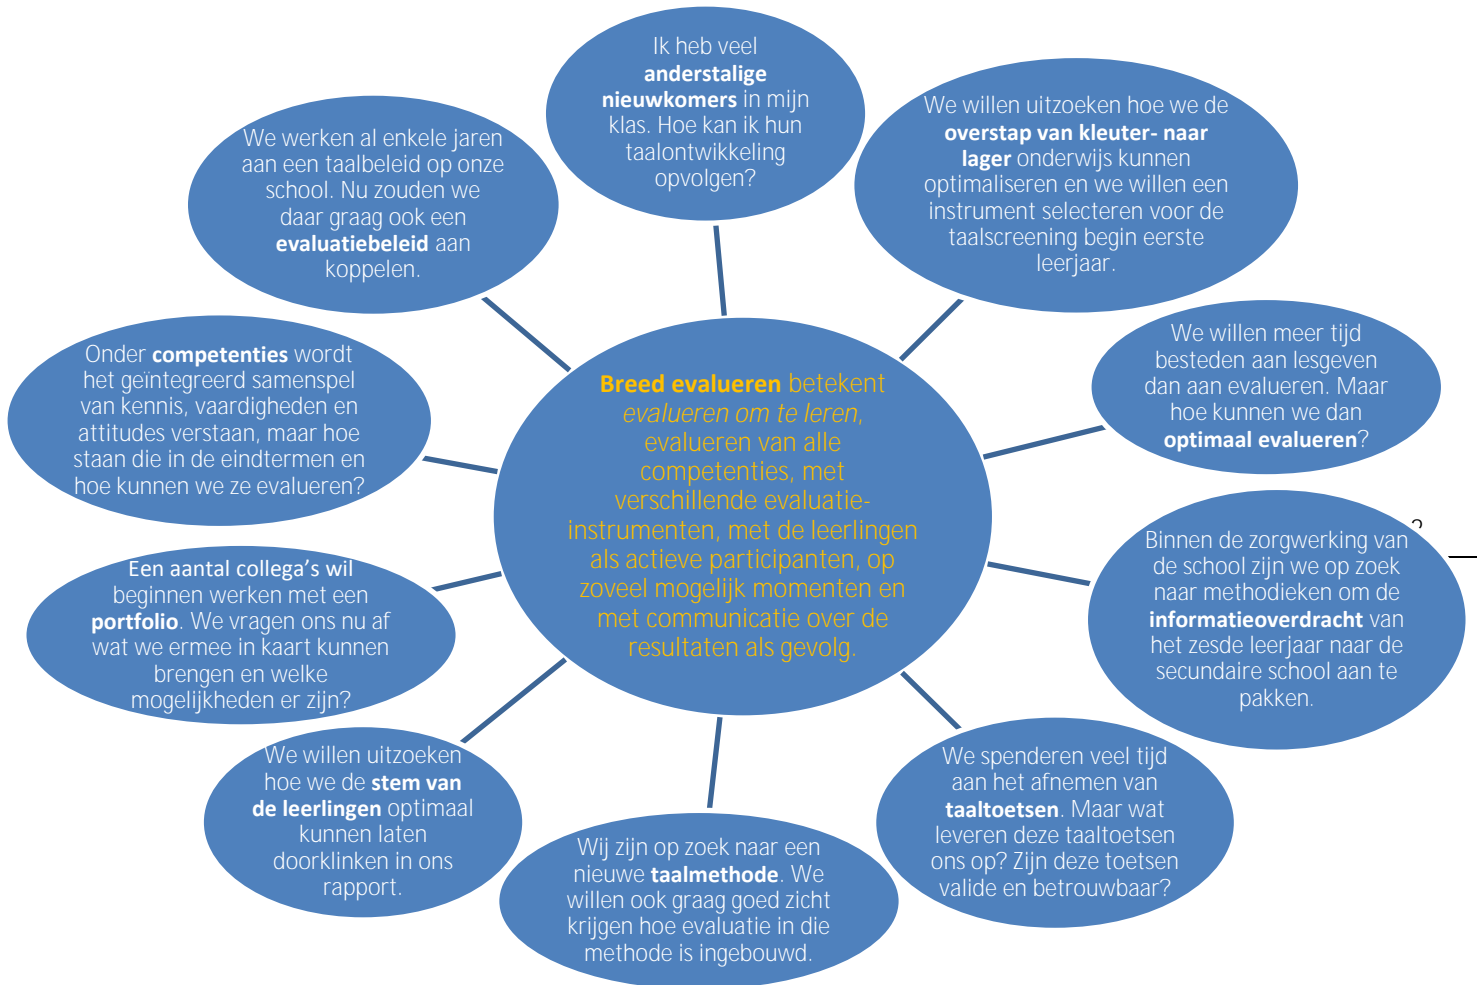 Ik heb veel
anderstalige
nieuwkomers in mijn
klas. Hoe kan ik hun
taalontwikkeling
opvolgen?
We willen uitzoeken hoe we de
overstap van kleuter- naar
lager onderwijs kunnen
optimaliseren en we willen een
instrument selecteren voor de
taalscreening begin eerste
leerjaar.
We willen meer tijd
besteden aan lesgeven
dan aan evalueren. Maar
hoe kunnen we dan
optimaal evalueren?
Binnen de zorgwerking van
de school zijn we op zoek
naar methodieken om de
informatieoverdracht van
het zesde leerjaar naar de
secundaire school aan te
pakken.
We spenderen veel tijd
aan het afnemen van
taaltoetsen. Maar wat
leveren deze taaltoetsen
ons op? Zijn deze toetsen
valide en betrouwbaar?
Wij zijn op zoek naar een
nieuwe taalmethode. We
willen ook graag goed zicht
krijgen hoe evaluatie in die
methode is ingebouwd.
We willen uitzoeken
hoe we de stem van
de leerlingen optimaal
kunnen laten
doorklinken in ons
rapport.
Een aantal collega's wil
beginnen werken met een
portfolio. We vragen ons nu af
wat we ermee in kaart kunnen
brengen en welke
mogelijkheden er zijn?
Onder competenties wordt
het geïntegreerd samenspel
van kennis, vaardigheden en
attitudes verstaan, maar hoe
staan die in de eindtermen en
hoe kunnen we ze evalueren?
We werken al enkele jaren
aan een taalbeleid op onze
school. Nu zouden we
daar graag ook een
evaluatiebeleid aan
koppelen.
Breed evalueren betekent
evalueren om te leren,
evalueren van alle
competenties, met
verschillende evaluatie-
instrumenten, met de leerlingen
als actieve participanten, op
zoveel mogelijk momenten en
met communicatie over de
resultaten als gevolg.